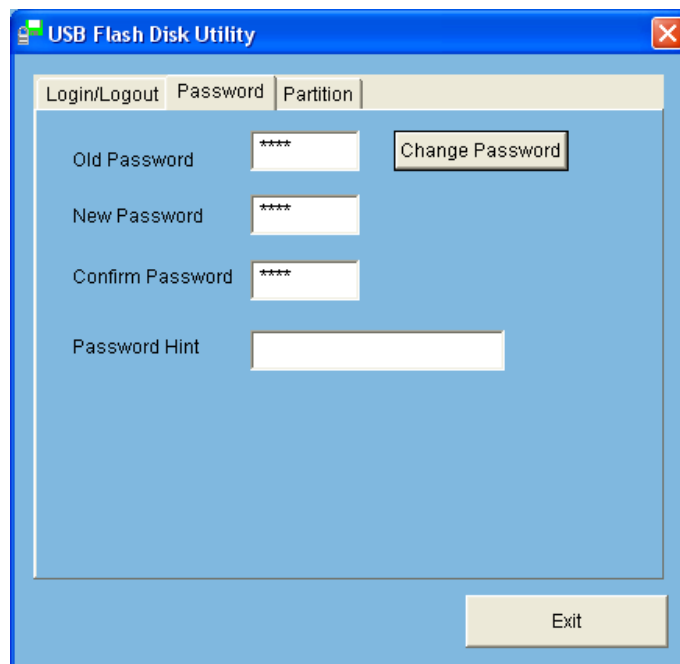 USB Flash Disk Utility
Login/Logout Password Partition
Old Password **** Change Password
New Password ****
Confirm Password ****
Password Hint
Exit